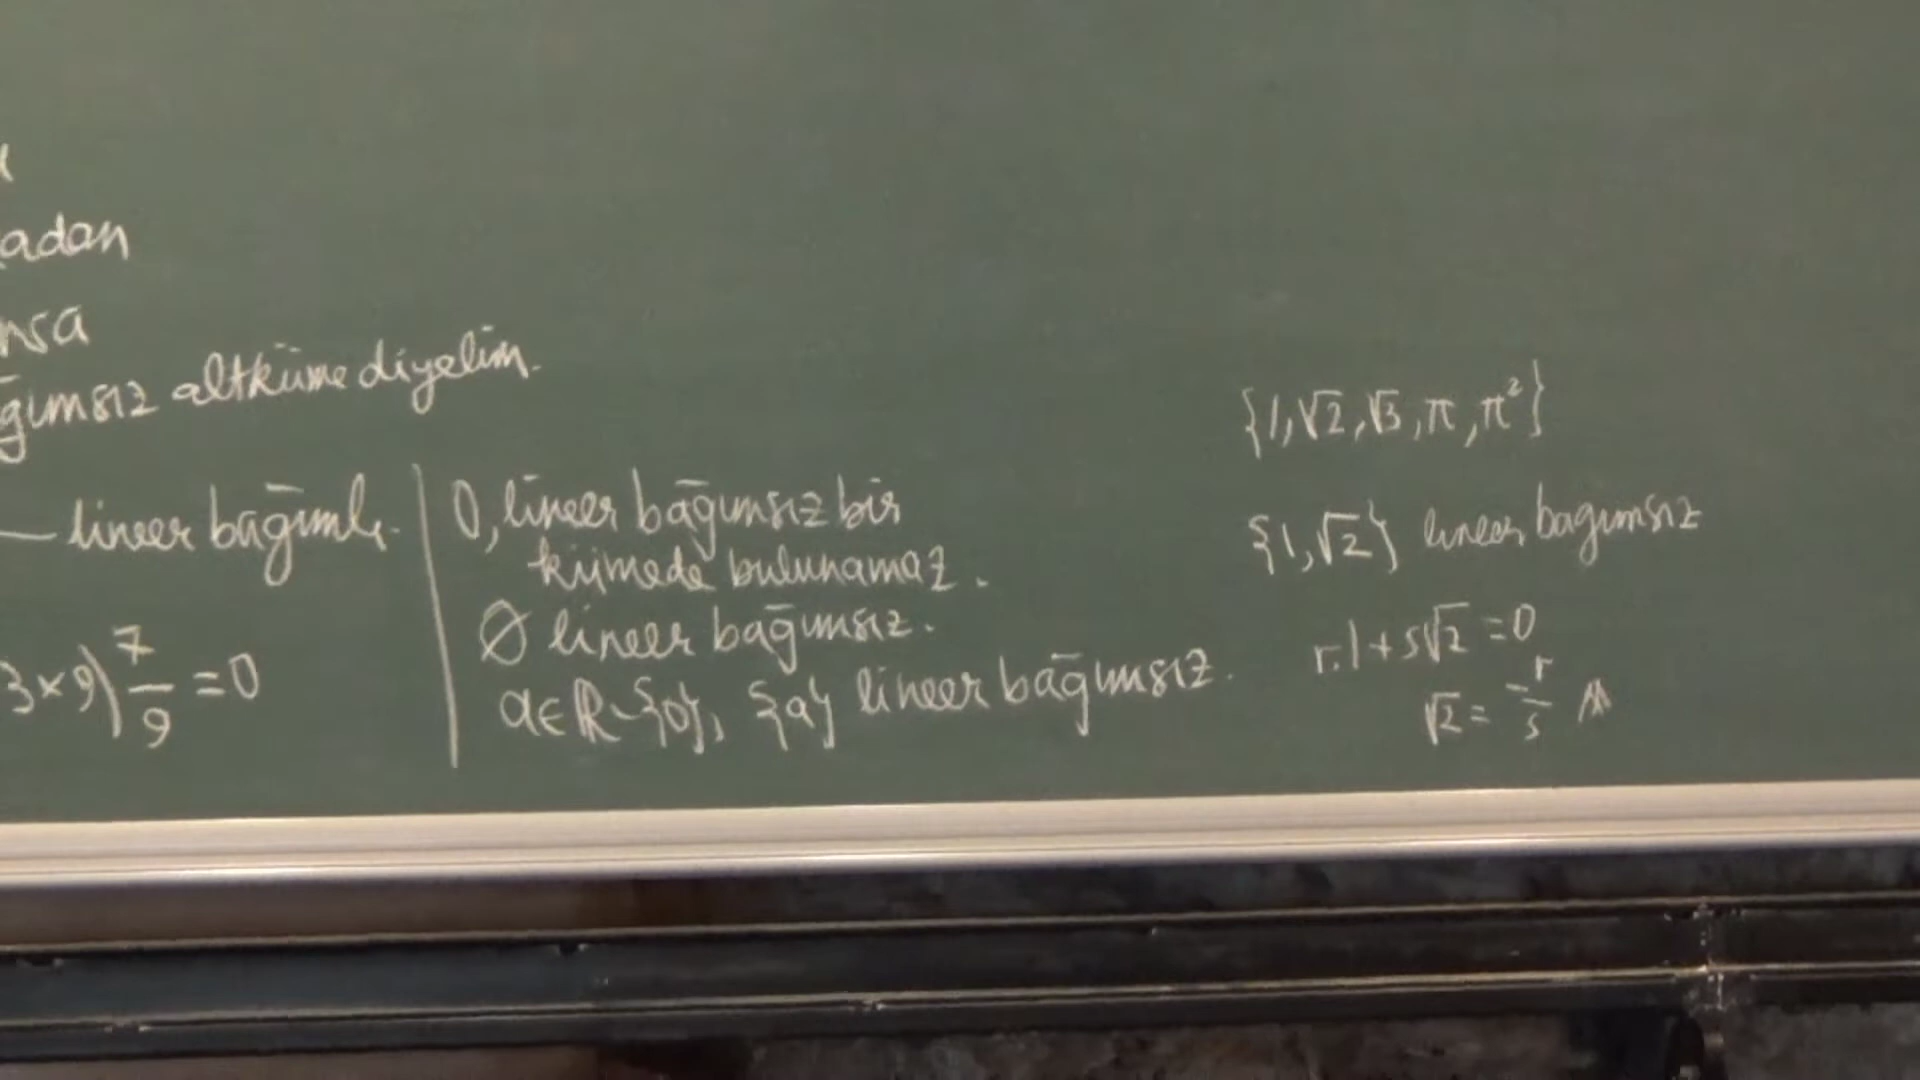 adan
nsa
ğımsız altküme diyelim.
— lineer bağımlı.
3×9) 7/9 = 0
0, lineer bağımsız bir
kümede bulunamaz.
∅ lineer bağımsız.
a∈ℝ-{0}, {a} lineer bağımsız.
{1,√2,√3,π,π²}
{1,√2} lineer bağımsız
r.1+s√2=0
√2 = -r/s